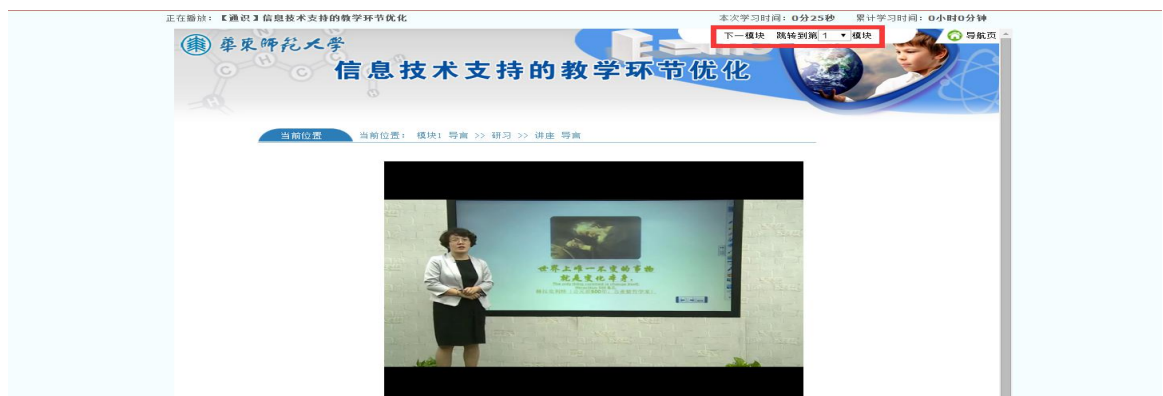 正在播放：【通识】信息技术支持的教学环节优化 本次学习时间：0分25秒 累计学习时间：0小时0分钟
下一模块 跳转到第 1 模块 导航页
華東師范大學
信息技术支持的教学环节优化
当前位置 当前位置： 模块1 导言 >> 研习 >> 讲座 导言
世界上唯一不变的事物
就是变化本身.